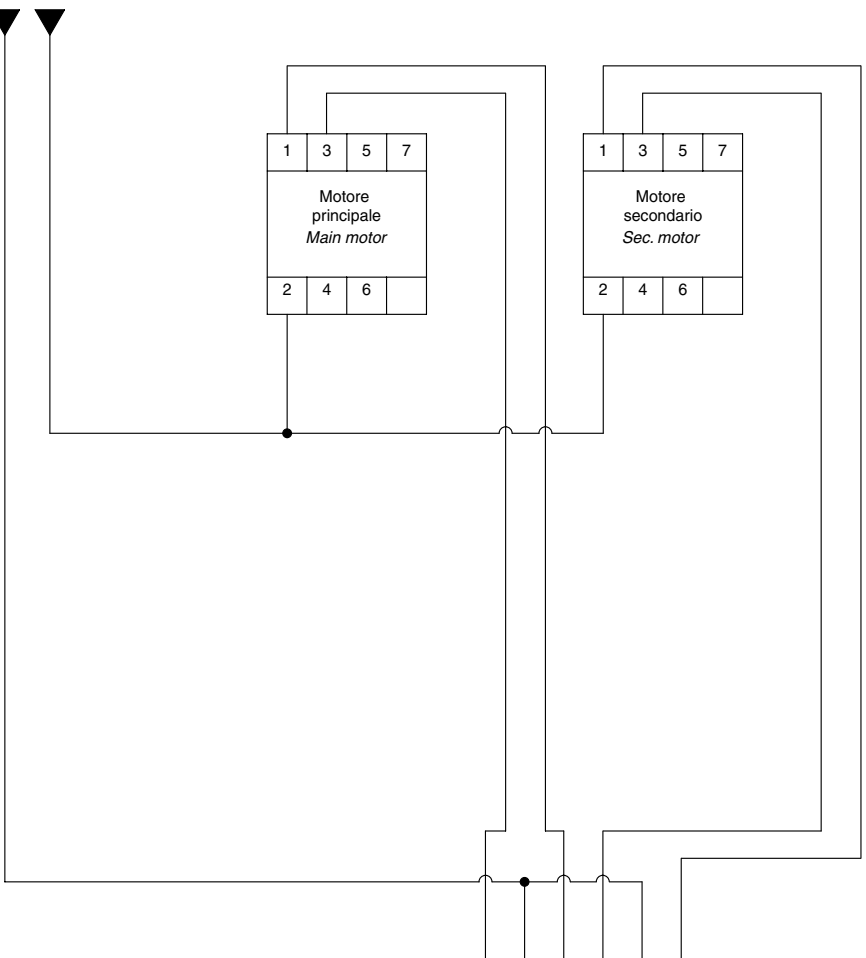 1 3 5 7
Motore
principale
Main motor
2 4 6
1 3 5 7
Motore
secondario
Sec. motor
2 4 6